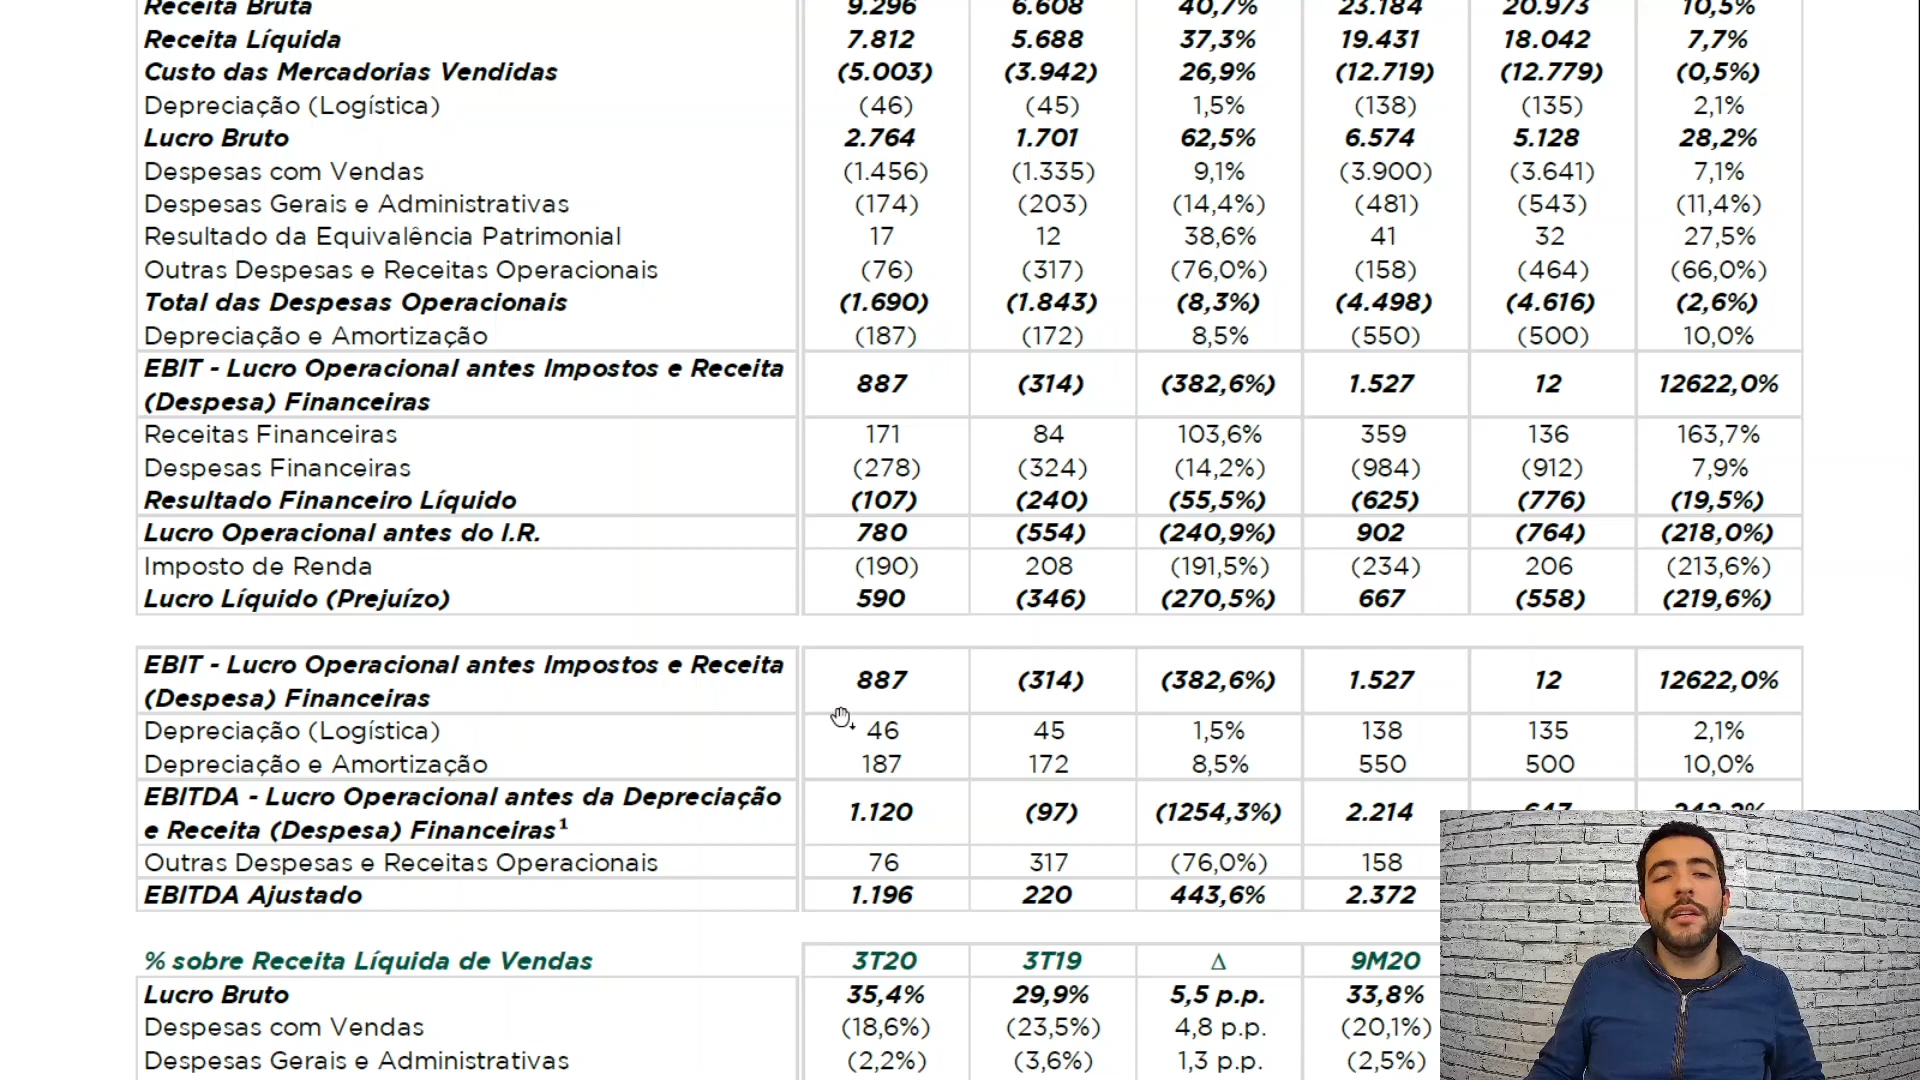 Receita Bruta 9.296 6.608 40,7% 23.184 20.973 10,5%
Receita Líquida 7.812 5.688 37,3% 19.431 18.042 7,7%
Custo das Mercadorias Vendidas (5.003) (3.942) 26,9% (12.719) (12.779) (0,5%)
Depreciação (Logística) (46) (45) 1,5% (138) (135) 2,1%
Lucro Bruto 2.764 1.701 62,5% 6.574 5.128 28,2%
Despesas com Vendas (1.456) (1.335) 9,1% (3.900) (3.641) 7,1%
Despesas Gerais e Administrativas (174) (203) (14,4%) (481) (543) (11,4%)
Resultado da Equivalência Patrimonial 17 12 38,6% 41 32 27,5%
Outras Despesas e Receitas Operacionais (76) (317) (76,0%) (158) (464) (66,0%)
Total das Despesas Operacionais (1.690) (1.843) (8,3%) (4.498) (4.616) (2,6%)
Depreciação e Amortização (187) (172) 8,5% (550) (500) 10,0%
EBIT - Lucro Operacional antes Impostos e Receita
(Despesa) Financeiras 887 (314) (382,6%) 1.527 12 12622,0%
Receitas Financeiras 171 84 103,6% 359 136 163,7%
Despesas Financeiras (278) (324) (14,2%) (984) (912) 7,9%
Resultado Financeiro Líquido (107) (240) (55,5%) (625) (776) (19,5%)
Lucro Operacional antes do I.R. 780 (554) (240,9%) 902 (764) (218,0%)
Imposto de Renda (190) 208 (191,5%) (234) 206 (213,6%)
Lucro Líquido (Prejuízo) 590 (346) (270,5%) 667 (558) (219,6%)
EBIT - Lucro Operacional antes Impostos e Receita
(Despesa) Financeiras 887 (314) (382,6%) 1.527 12 12622,0%
Depreciação (Logística) 46 45 1,5% 138 135 2,1%
Depreciação e Amortização 187 172 8,5% 550 500 10,0%
EBITDA - Lucro Operacional antes da Depreciação
e Receita (Despesa) Financeiras¹ 1.120 (97) (1254,3%) 2.214
Outras Despesas e Receitas Operacionais 76 317 (76,0%) 158
EBITDA Ajustado 1.196 220 443,6% 2.372
% sobre Receita Líquida de Vendas 3T20 3T19 Δ 9M20
Lucro Bruto 35,4% 29,9% 5,5 p.p. 33,8%
Despesas com Vendas (18,6%) (23,5%) 4,8 p.p. (20,1%)
Despesas Gerais e Administrativas (2,2%) (3,6%) 1,3 p.p. (2,5%)